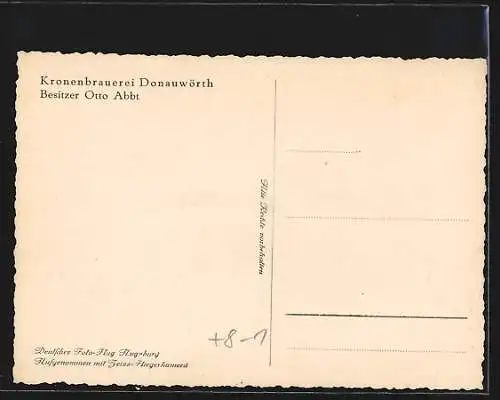 Kronenbrauerei Donauwörth
Besitzer Otto Abbt
Alle Rechte vorbehalten
+8-1
Deutscher Foto-Flug Augsburg
Aufgenommen mit Zeiss-Fliegerkamera